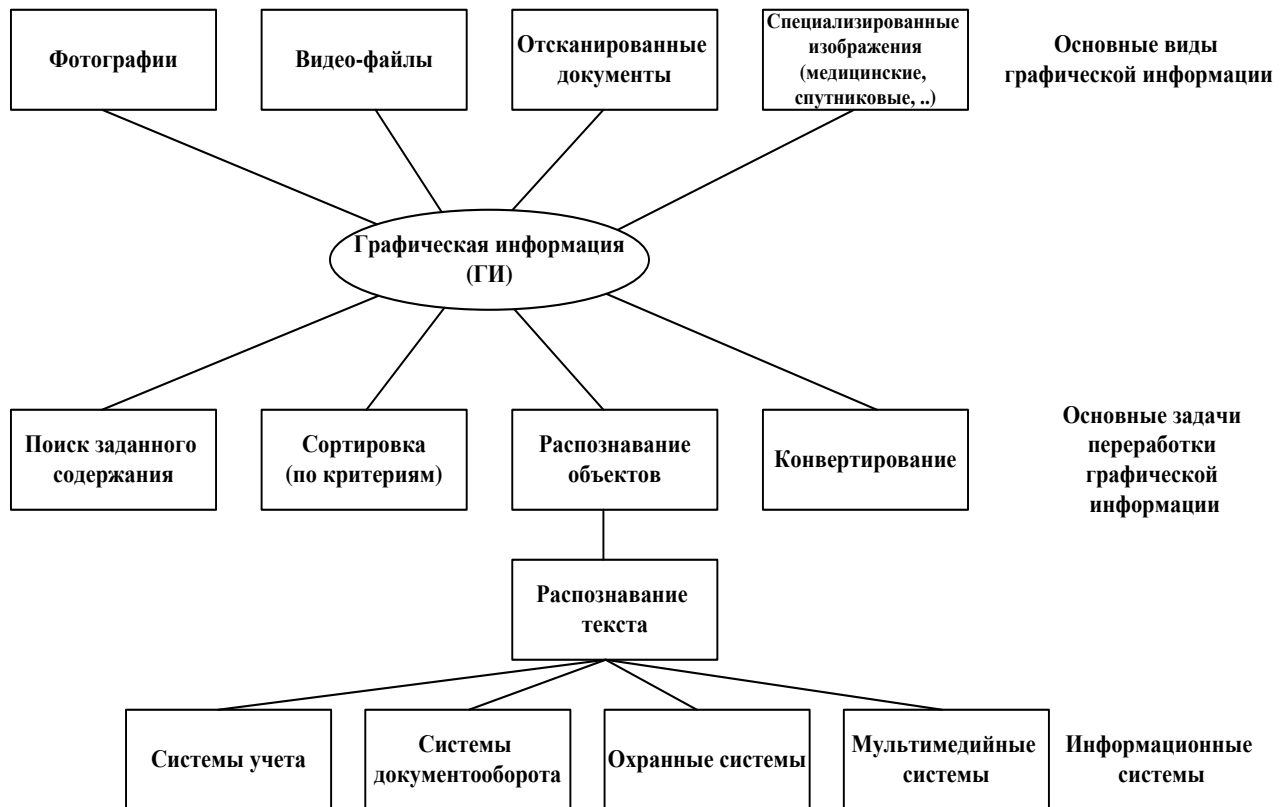 Фотографии
Видео-файлы
Отсканированные
документы
Специализированные
изображения
(медицинские,
спутниковые, ..)
Основные виды
графической информации
Графическая информация
(ГИ)
Поиск заданного
содержания
Сортировка
(по критериям)
Распознавание
объектов
Конвертирование
Основные задачи
переработки
графической
информации
Распознавание
текста
Системы учета
Системы
документооборота
Охранные системы
Мультимедийные
системы
Информационные
системы